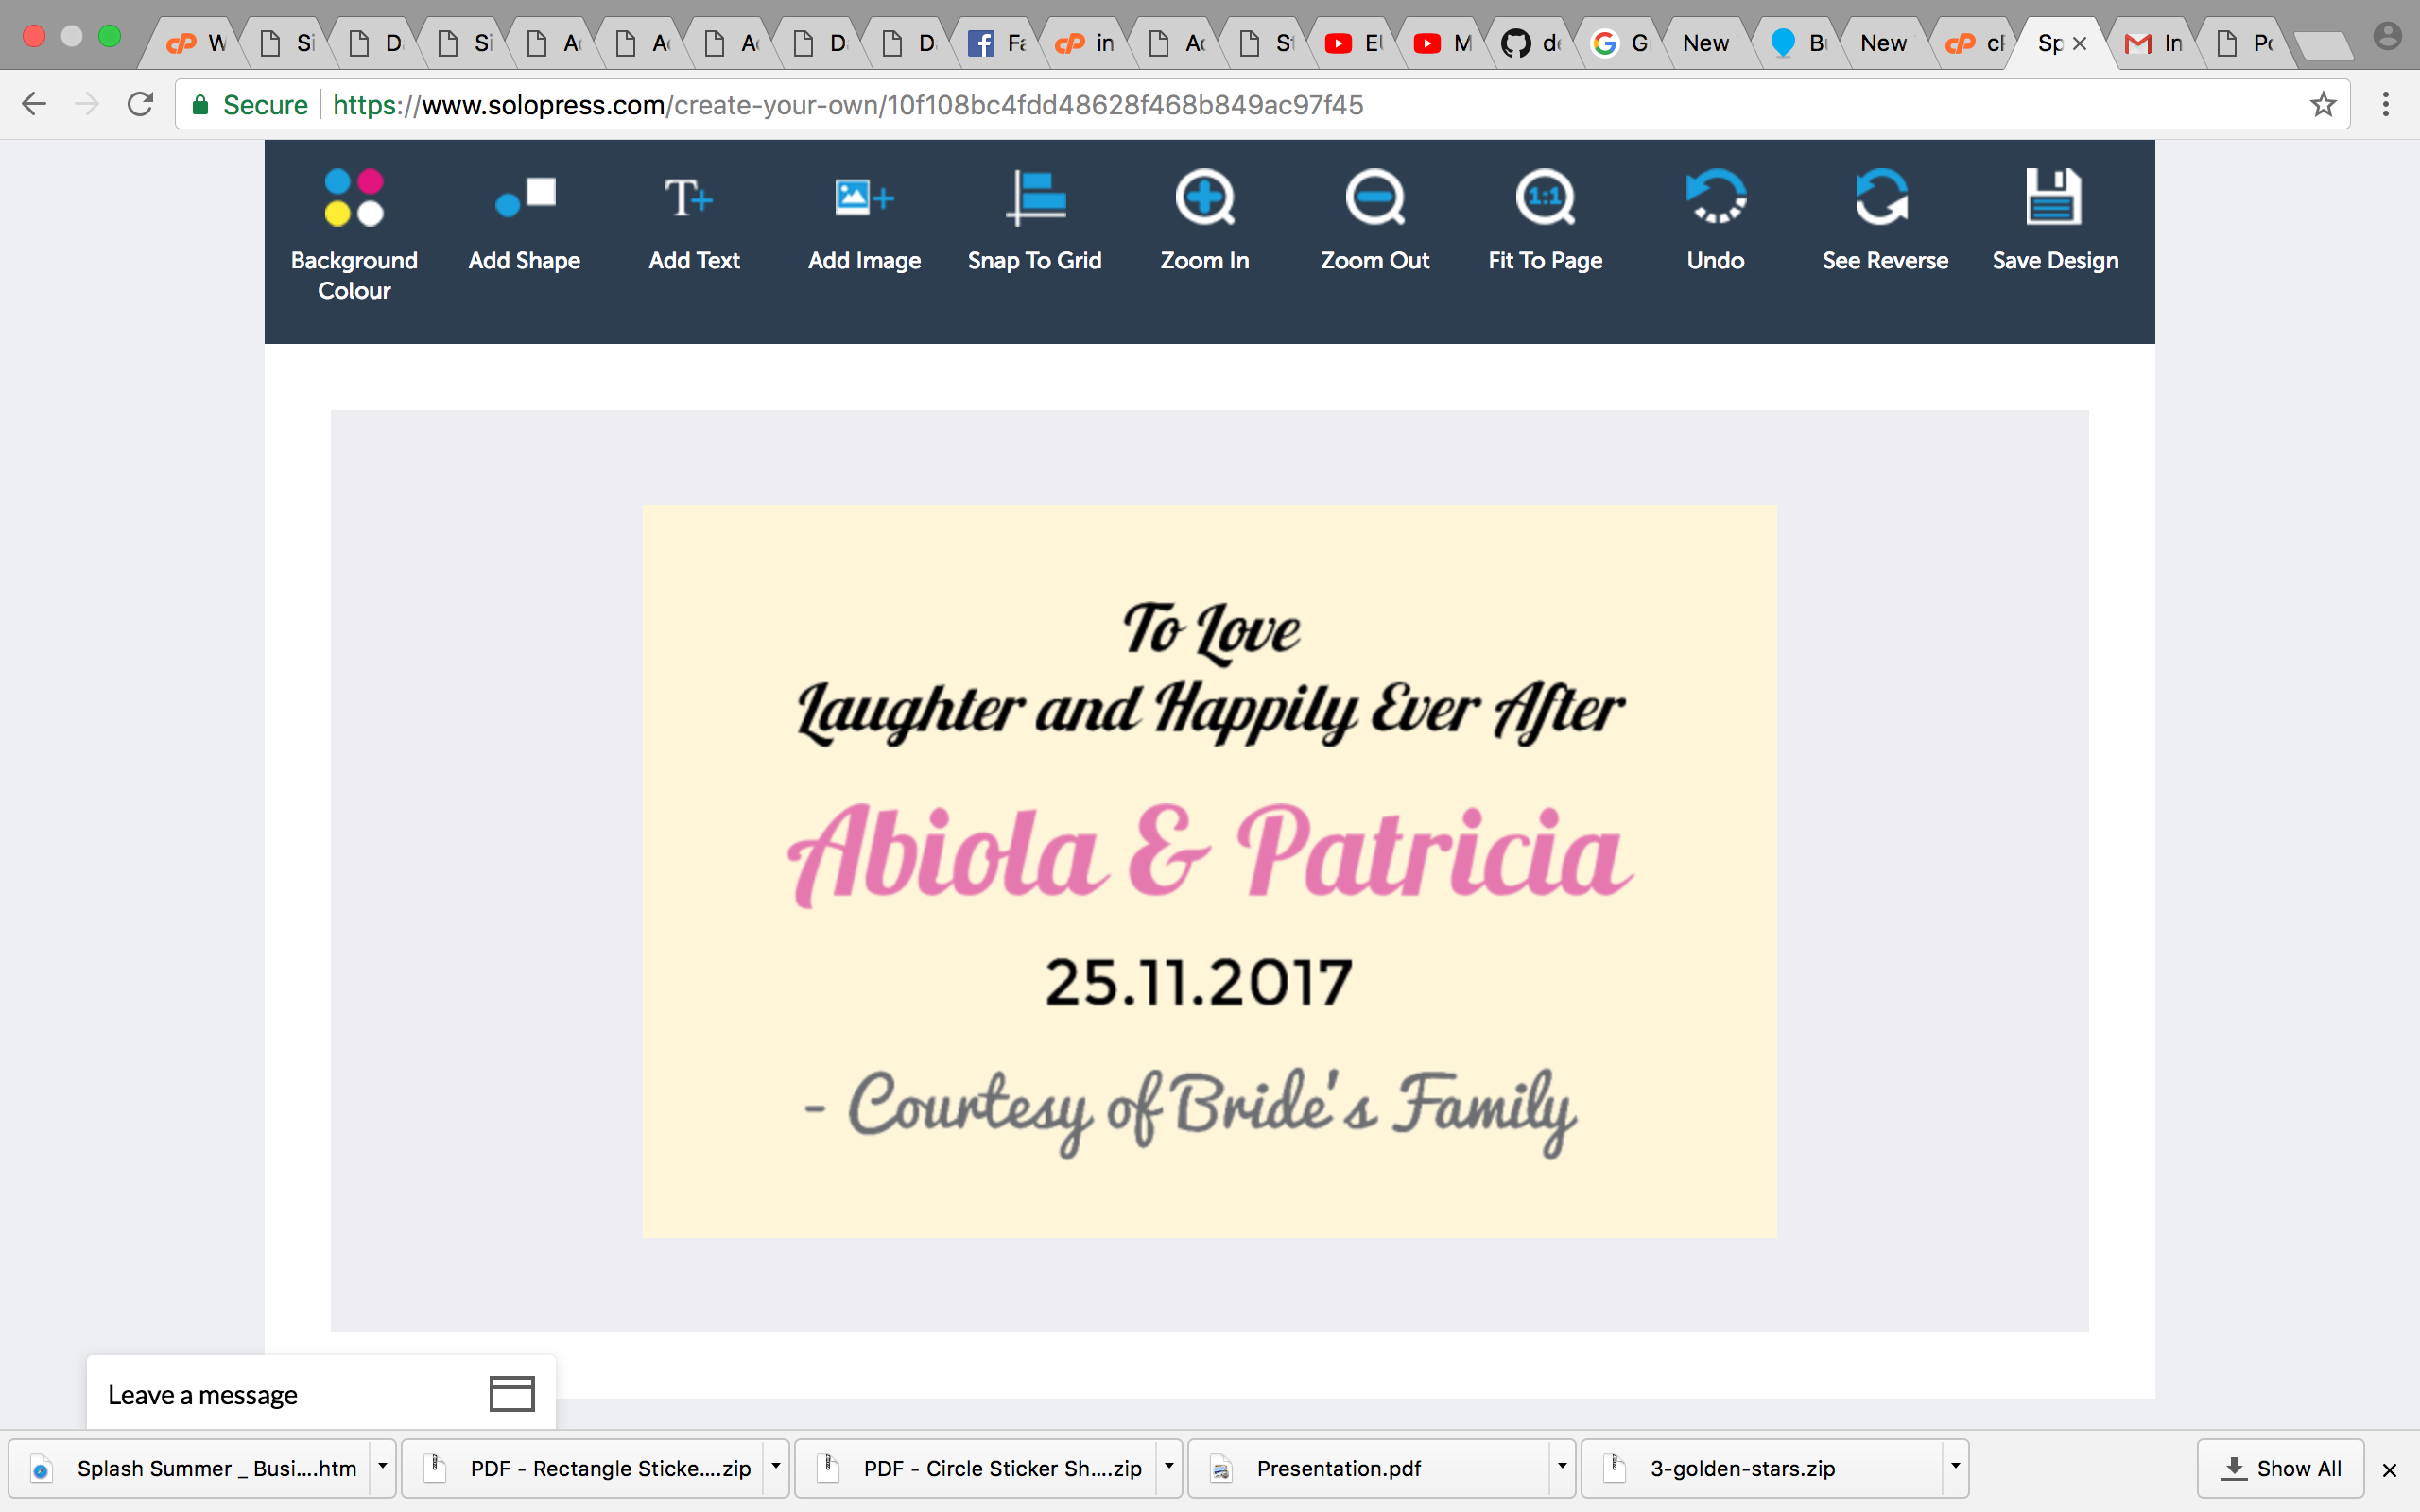 W
Si
D
Si
A
A
A
D
D
Fa
in
A
St
EU
M
de
G
New
Bu
New
cP
Sp
In
Po
Secure
https://www.solopress.com/create-your-own/10f108bc4fdd48628f468b849ac97f45
Background Colour
Add Shape
Add Text
Add Image
Snap To Grid
Zoom In
1:1
Zoom Out
Fit To Page
Undo
See Reverse
Save Design
To Love
Laughter and Happily Ever After
Abiola & Patricia
25.11.2017
- Courtesy of Bride's Family
Leave a message
Splash Summer _ Busi....htm
PDF - Rectangle Sticke....zip
PDF - Circle Sticker Sh....zip
Presentation.pdf
3-golden-stars.zip
Show All